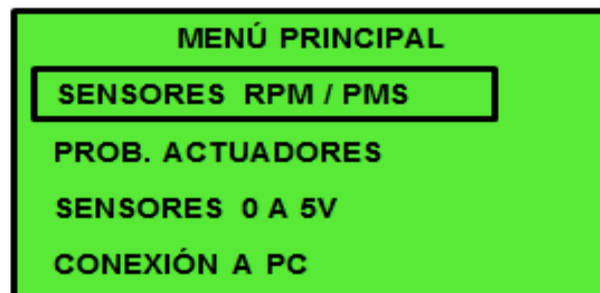 MENÚ PRINCIPAL
SENSORES RPM / PMS
PROB. ACTUADORES
SENSORES 0 A 5V
CONEXIÓN A PC